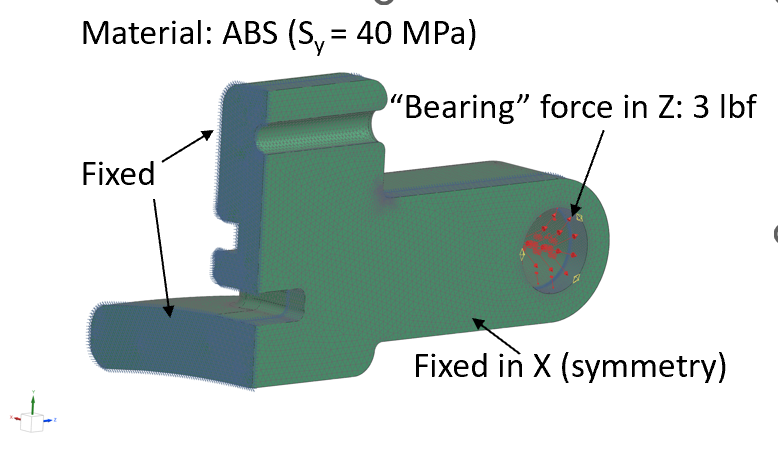 Material: ABS (Sy = 40 MPa)
“Bearing” force in Z: 3 lbf
Fixed
Fixed in X (symmetry)